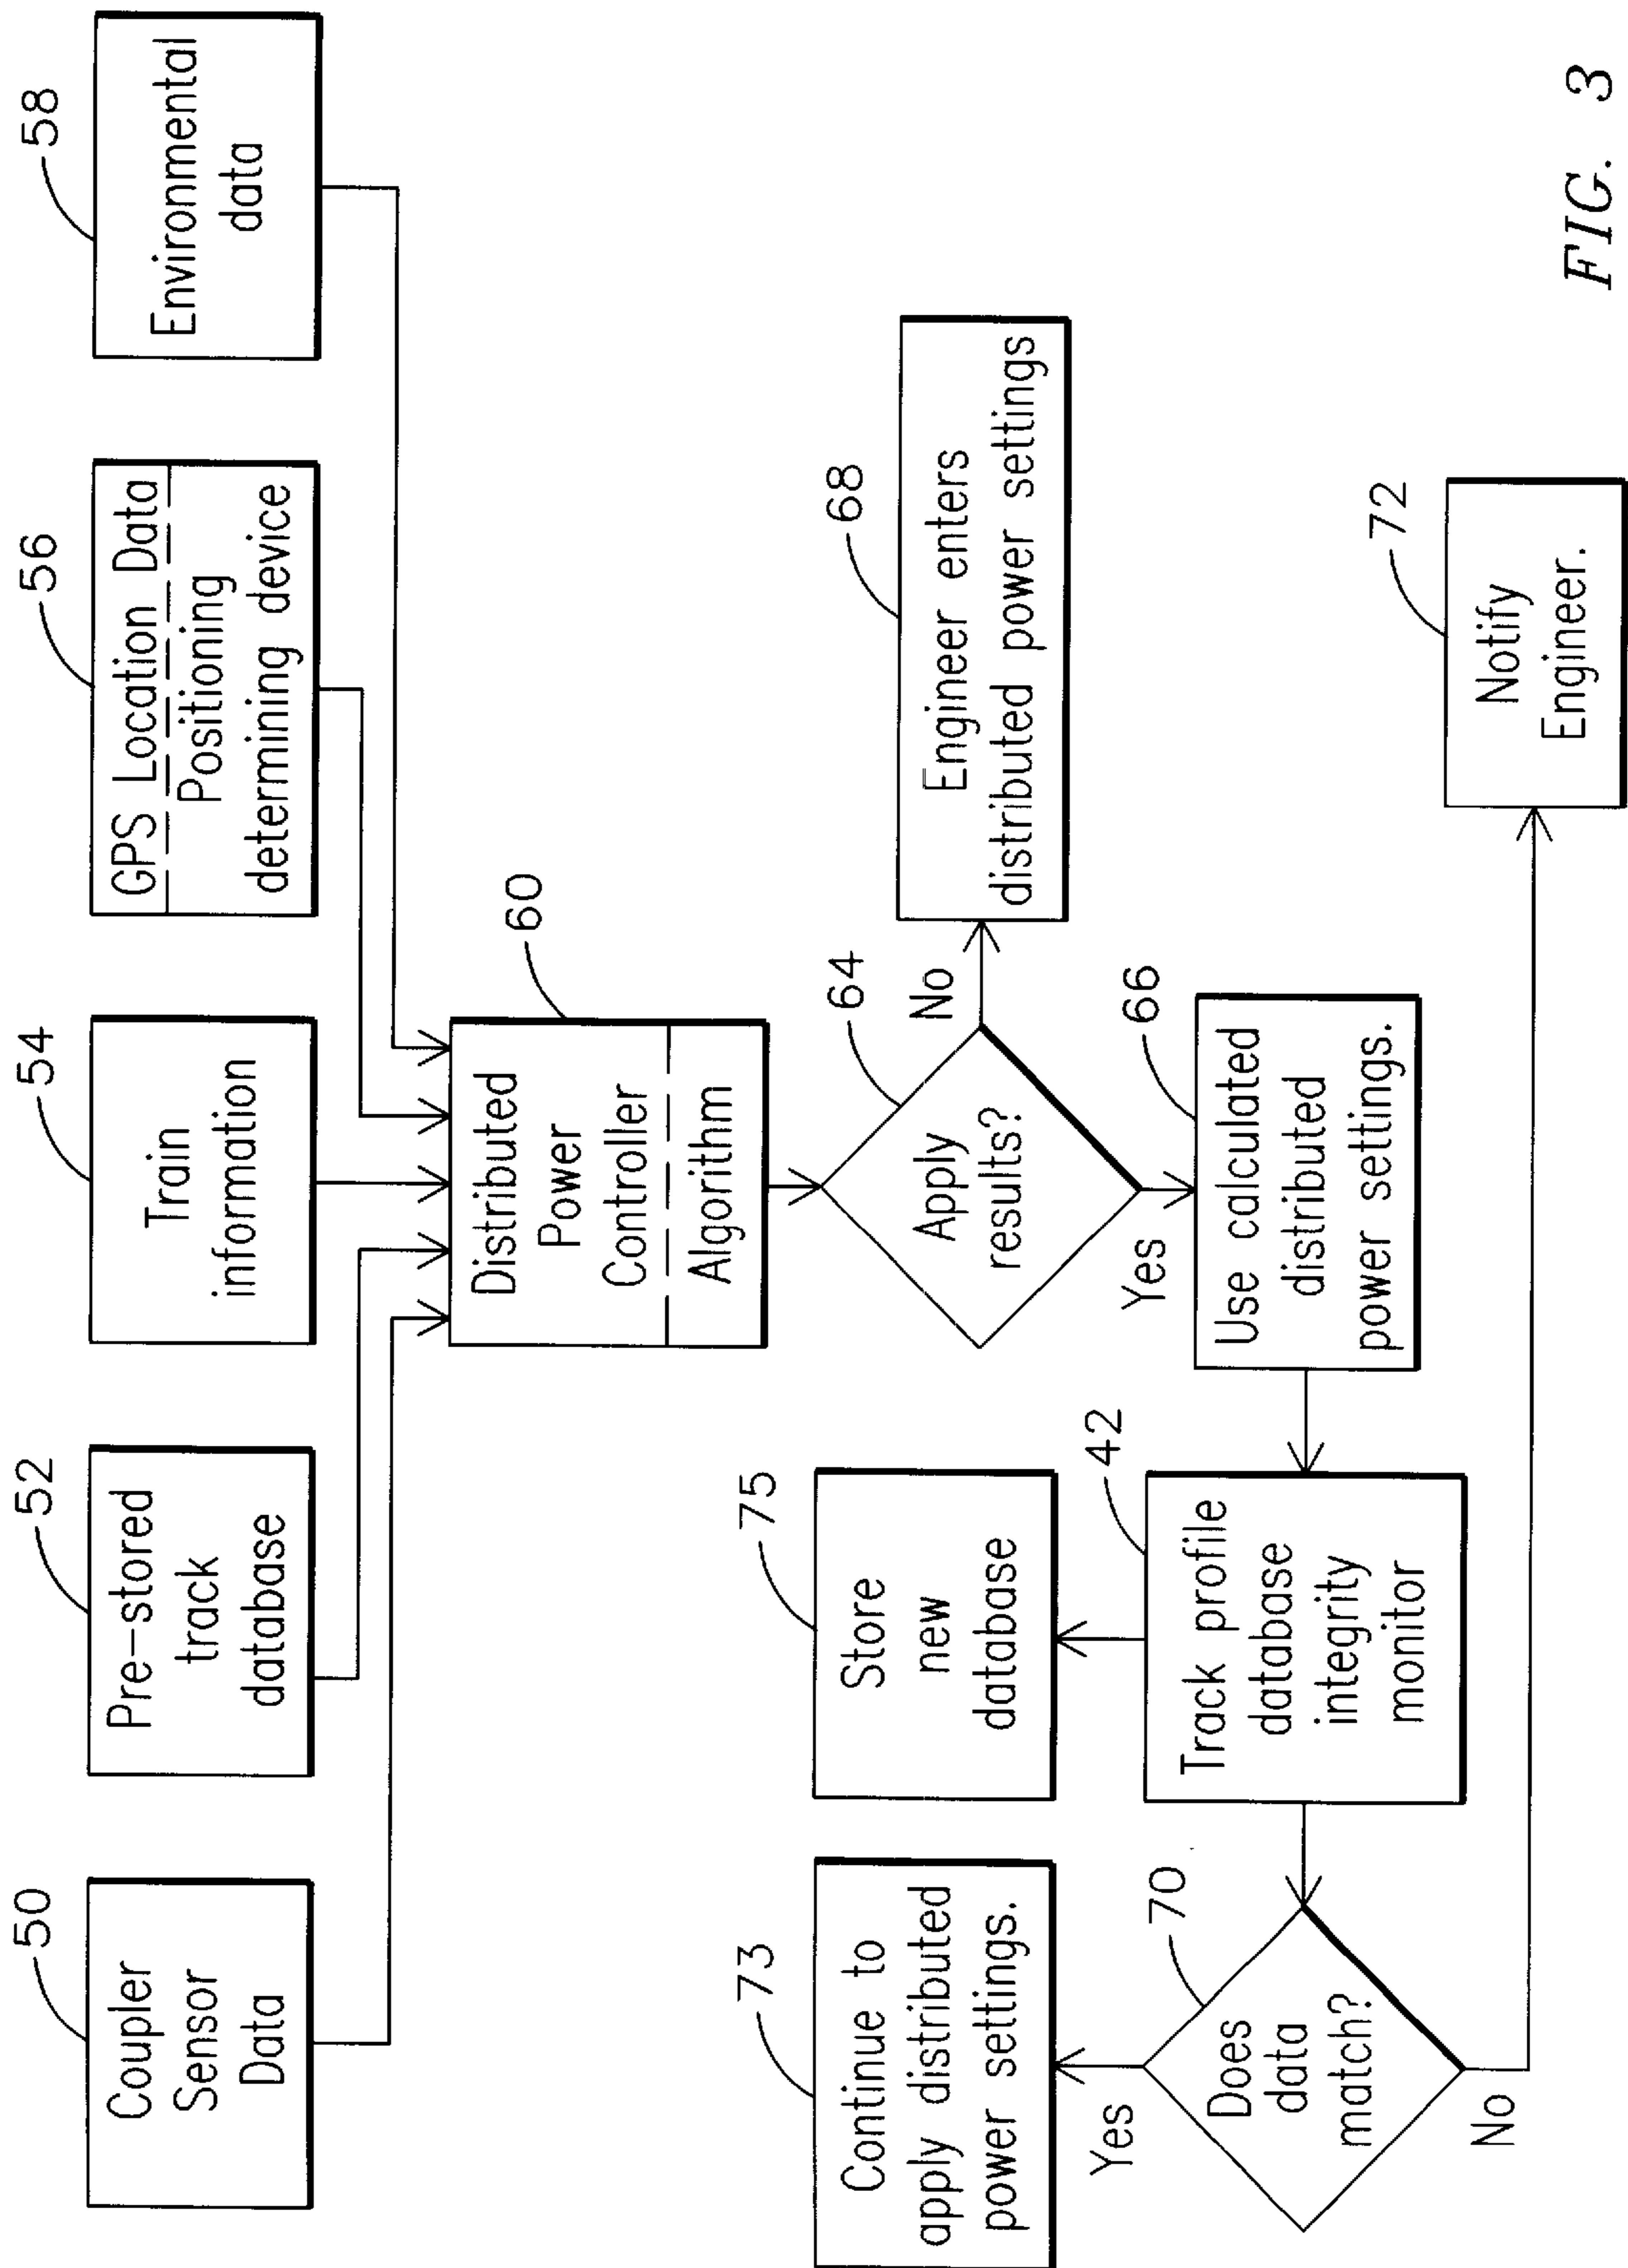 50
Coupler
Sensor
Data
52
Pre-stored
track
database
54
Train
information
56
GPS Location Data
Positioning
determining device
58
Environmental
data
60
Distributed
Power
Controller
Algorithm
64
Apply
results?
No
Yes
68
Engineer enters
distributed power settings
66
Use calculated
distributed
power settings.
42
Track profile
database
integrity
monitor
75
Store
new
database
70
Does
data
match?
Yes
No
73
Continue to
apply distributed
power settings.
72
Notify
Engineer.
FIG. 3